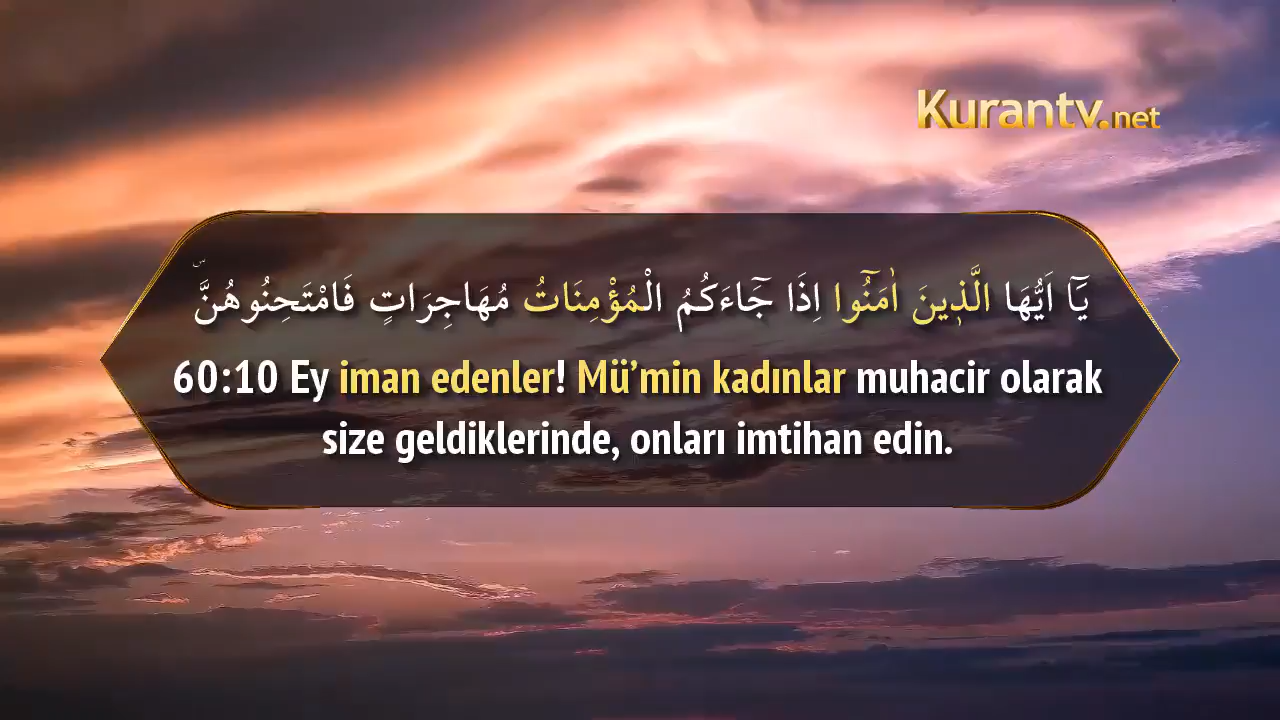 Kurantv.net
يَٓا اَيُّهَا الَّذ۪ينَ اٰمَنُٓوا اِذَا جَٓاءَكُمُ الْمُؤْمِنَاتُ مُهَاجِرَاتٍ فَامْتَحِنُوهُنَّۜ
60:10 Ey iman edenler! Mü’min kadınlar muhacir olarak
size geldiklerinde, onları imtihan edin.